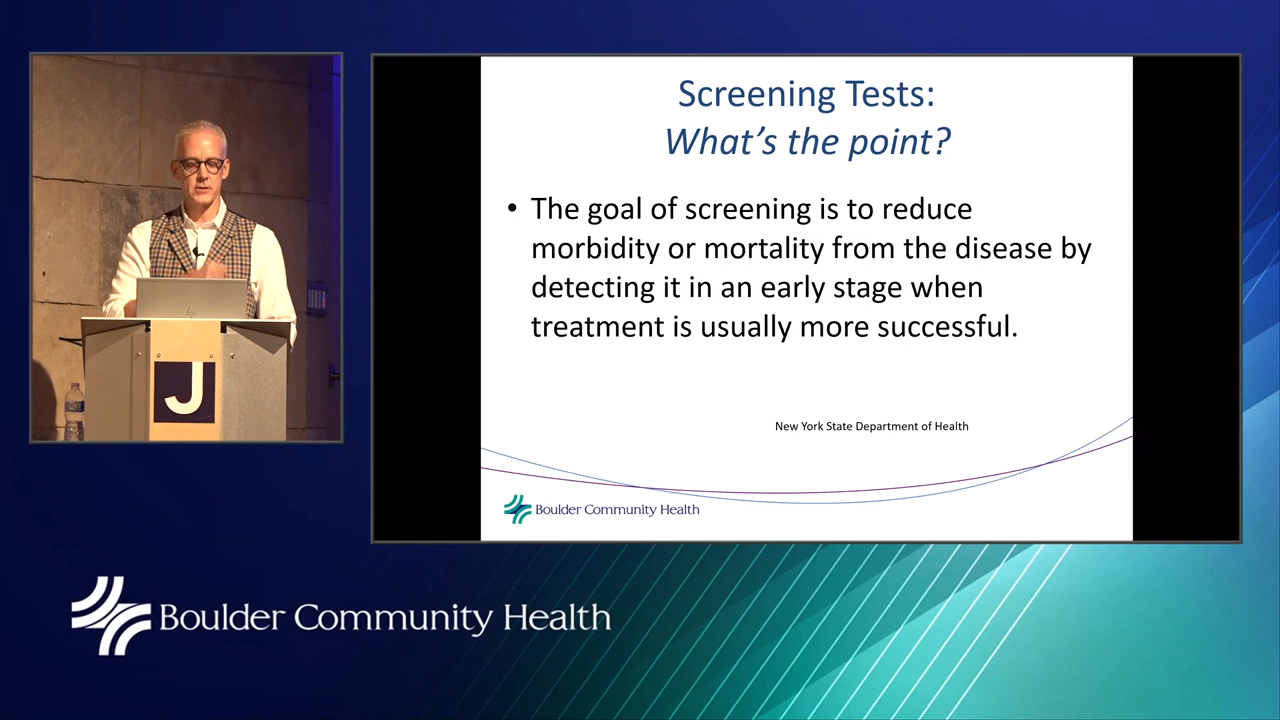 J
Screening Tests:
What's the point?
• The goal of screening is to reduce
morbidity or mortality from the disease by
detecting it in an early stage when
treatment is usually more successful.
New York State Department of Health
Boulder Community Health
Boulder Community Health